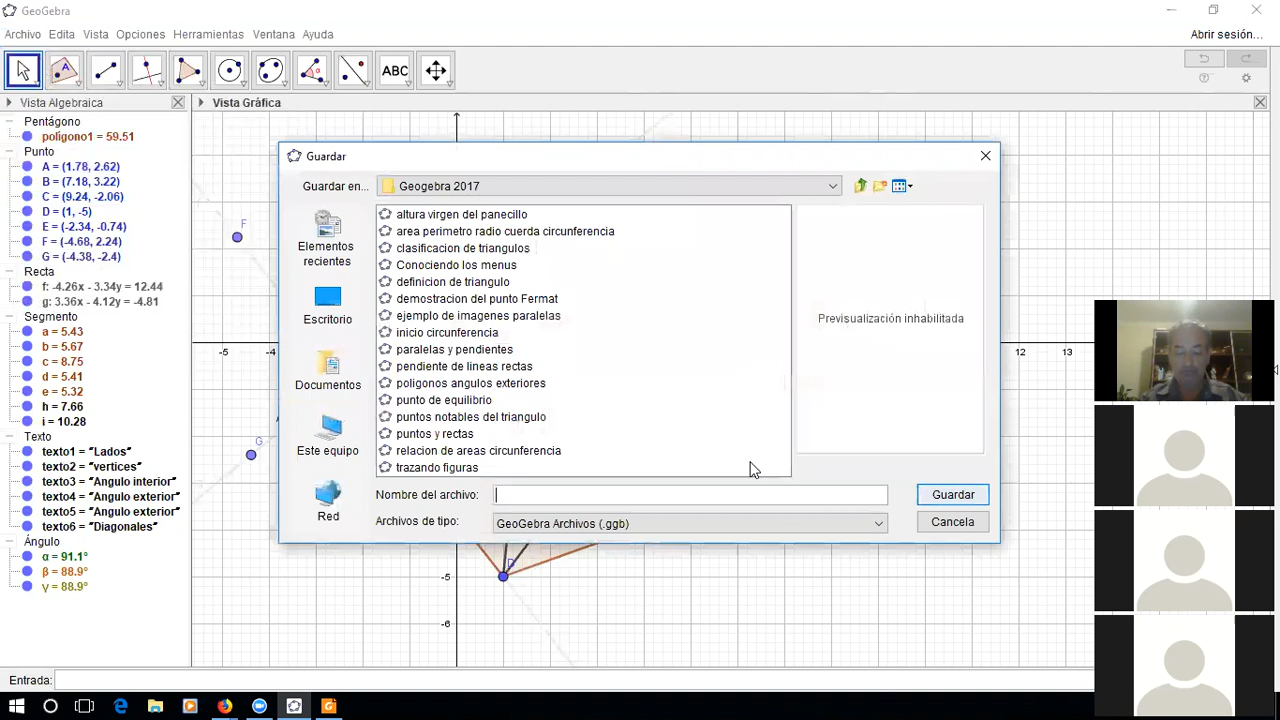 GeoGebra
Archivo Edita Vista Opciones Herramientas Ventana Ayuda
Abrir sesión...
ABC
Vista Algebraica
Vista Gráfica
Pentágono
polígono1 = 59.51
Punto
A = (1.78, 2.62)
B = (7.18, 3.22)
C = (9.24, -2.06)
D = (1, -5)
E = (-2.34, -0.74)
F = (-4.68, 2.24)
G = (-4.38, -2.4)
Recta
f: -4.26x - 3.34y = 12.44
g: 3.36x - 4.12y = -4.81
Segmento
a = 5.43
b = 5.67
c = 8.75
d = 5.41
e = 5.32
h = 7.66
i = 10.28
Texto
texto1 = “Lados”
texto2 = “vertices”
texto3 = “Angulo interior”
texto4 = “Angulo exterior”
texto5 = “Angulo exterior”
texto6 = “Diagonales”
Ángulo
α = 91.1°
β = 88.9°
γ = 88.9°
F
G
D
-5 -4
12 13
-5
-6
Guardar
Guardar en...
Geogebra 2017
Elementos recientes
Escritorio
Documentos
Este equipo
Red
altura virgen del panecillo
area perimetro radio cuerda circunferencia
clasificacion de triangulos
Conociendo los menus
definicion de triangulo
demostracion del punto Fermat
ejemplo de imagenes paralelas
inicio circunferencia
paralelas y pendientes
pendiente de lineas rectas
poligonos angulos exteriores
punto de equilibrio
puntos notables del triangulo
puntos y rectas
relacion de areas circunferencia
trazando figuras
Previsualización inhabilitada
Nombre del archivo:
Guardar
Archivos de tipo:
GeoGebra Archivos (.ggb)
Cancela
Entrada: